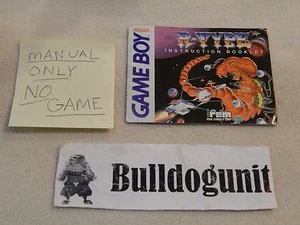 MANUAL
ONLY
NO
GAME
GAME BOY
R-TYPE
INSTRUCTION BOOKLET
irem
Bulldogunit